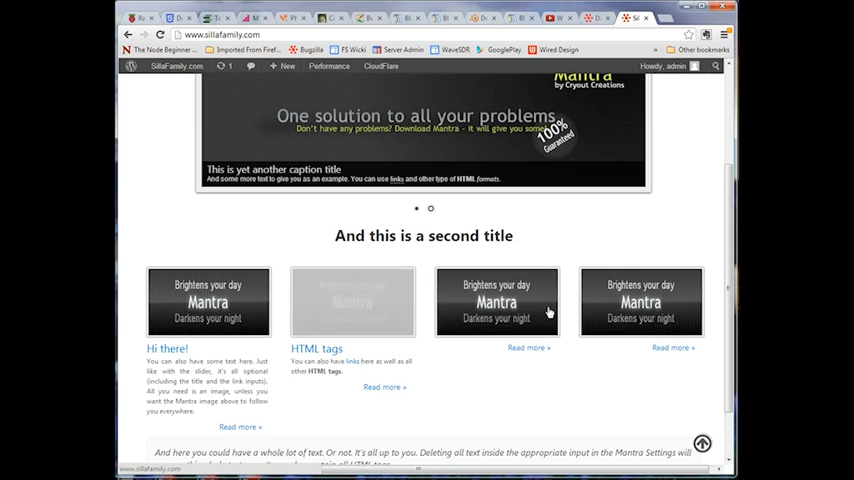 www.sillafamily.com
The Node Beginner ...
Imported From Firef...
Bugzilla
FS Wicki
Server Admin
WaveSDR
GooglePlay
Wired Design
»
Other bookmarks
SillaFamily.com
1
+ New
Performance
CloudFlare
Howdy, admin
Mantra
by Cryout Creations
One solution to all your problems.
Don't have any problems? Download Mantra - it will give you some!
100%
Guaranteed
This is yet another caption title
And some more text to give you as an example. You can use links and other type of HTML formats.
And this is a second title
Brightens your day
Mantra
Darkens your night
Mantra
Brightens your day
Mantra
Darkens your night
Brightens your day
Mantra
Darkens your night
Hi there!
You can also have some text here. Just
like with the slider, it's all optional
(including the title and the link inputs).
All you need is an image, unless you
want the Mantra image above to follow
you everywhere.
Read more »
HTML tags
You can also have links here as well as all
other HTML tags.
Read more »
Read more »
Read more »
And here you could have a whole lot of text. Or not. It's all up to you. Deleting all text inside the appropriate input in the Mantra Settings will
www.sillafamily.com